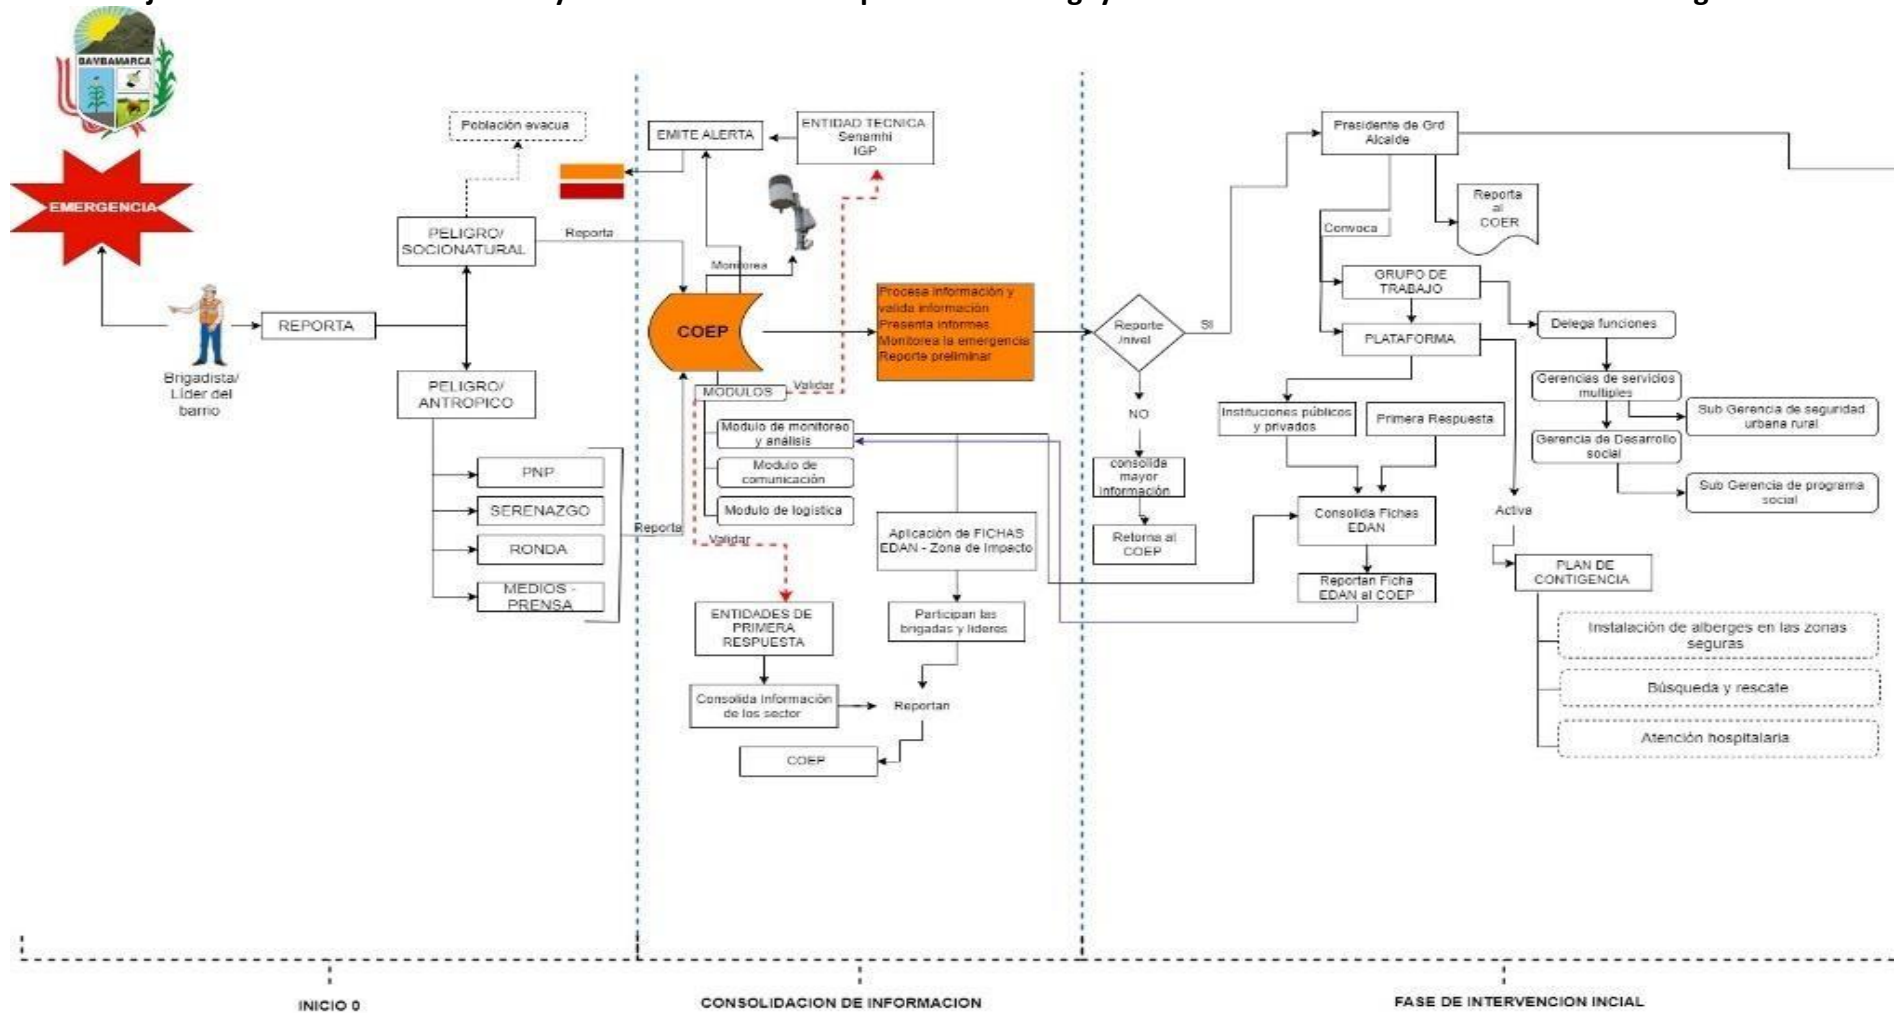 BAMBAMARCA
EMERGENCIA
Brigadista/
Líder del
barrio
REPORTA
Población evacua
PELIGRO/
SOCIONATURAL
PELIGRO/
ANTROPICO
PNP
SERENAZGO
RONDA
MEDIOS -
PRENSA
Reporta
Reporta
EMITE ALERTA
ENTIDAD TECNICA
Senamhi
IGP
Monitorea
COEP
Procesa información y
valida información
Presenta informes.
Monitorea la emergencia
Reporte preliminar
MODULOS
Validar
Modulo de monitoreo
y análisis
Modulo de
comunicación
Modulo de logística
Validar
Aplicación de FICHAS
EDAN - Zona de Impacto
ENTIDADES DE
PRIMERA
RESPUESTA
Participan las
brigadas y lideres
Consolida Información
de los sector
Reportan
COEP
Reporte
/nivel
SI
NO
consolida
mayor
información
Retorna al
COEP
Presidente de Grd
Alcalde
Reporta
al
COER
Convoca
GRUPO DE
TRABAJO
PLATAFORMA
Delega funciones
Gerencias de servicios
multiples
Sub Gerencia de seguridad
urbana rural
Gerencia de Desarrollo
social
Sub Gerencia de programa
social
Instituciones públicos
y privados
Primera Respuesta
Consolida Fichas
EDAN
Reportan Ficha
EDAN al COEP
Activa
PLAN DE
CONTIGENCIA
Instalación de alberges en las zonas
seguras
Búsqueda y rescate
Atención hospitalaria
INICIO 0
CONSOLIDACION DE INFORMACION
FASE DE INTERVENCION INCIAL